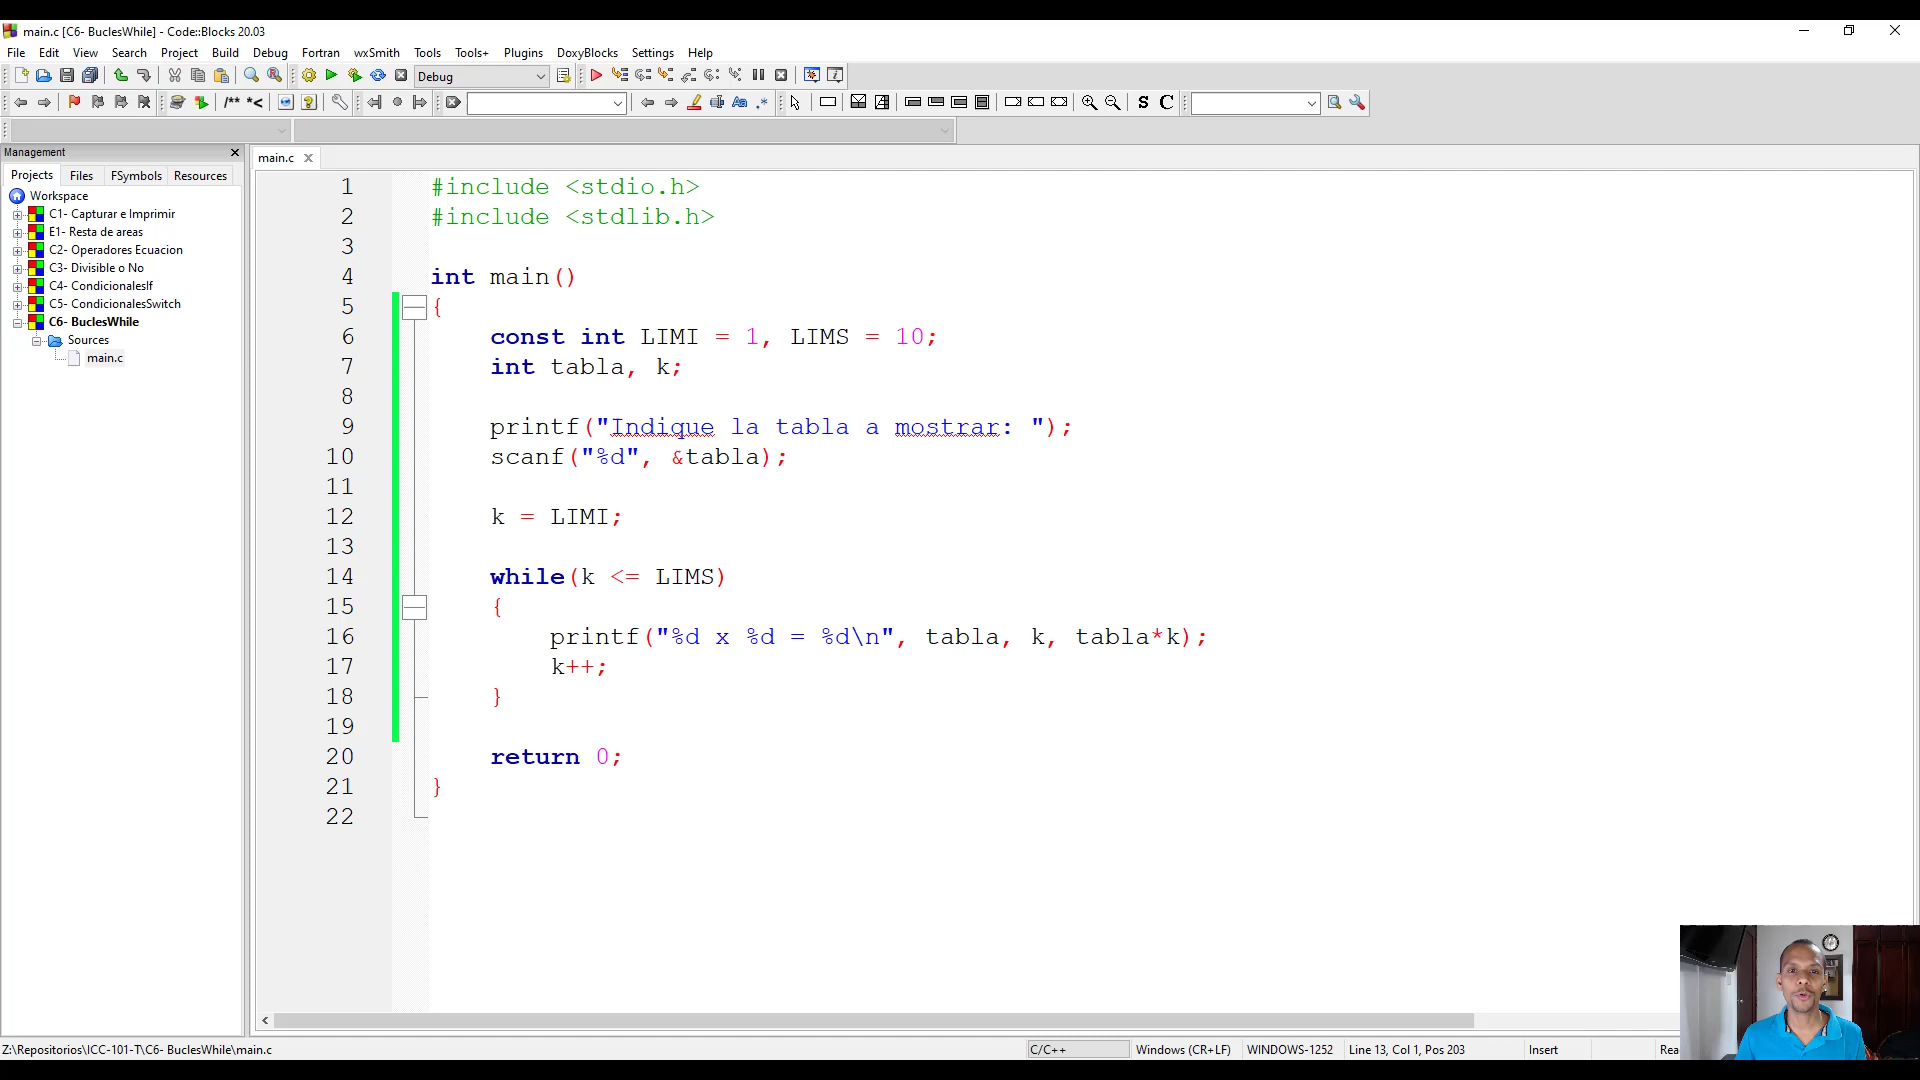 main.c [C6- BuclesWhile] - Code::Blocks 20.03
File Edit View Search Project Build Debug Fortran wxSmith Tools Tools+ Plugins DoxyBlocks Settings Help
Debug
/** *<
S C
Management
main.c
Projects Files FSymbols Resources
Workspace
C1- Capturar e Imprimir
E1- Resta de areas
C2- Operadores Ecuacion
C3- Divisible o No
C4- CondicionalesIf
C5- CondicionalesSwitch
C6- BuclesWhile
Sources
main.c
1 #include <stdio.h>
2 #include <stdlib.h>
3
4 int main()
5 {
6 const int LIMI = 1, LIMS = 10;
7 int tabla, k;
8
9 printf("Indique la tabla a mostrar: ");
10 scanf("%d", &tabla);
11
12 k = LIMI;
13
14 while(k <= LIMS)
15 {
16 printf("%d x %d = %d\n", tabla, k, tabla*k);
17 k++;
18 }
19
20 return 0;
21 }
22
Z:\Repositorios\ICC-101-T\C6- BuclesWhile\main.c C/C++ Windows (CR+LF) WINDOWS-1252 Line 13, Col 1, Pos 203 Insert Rea